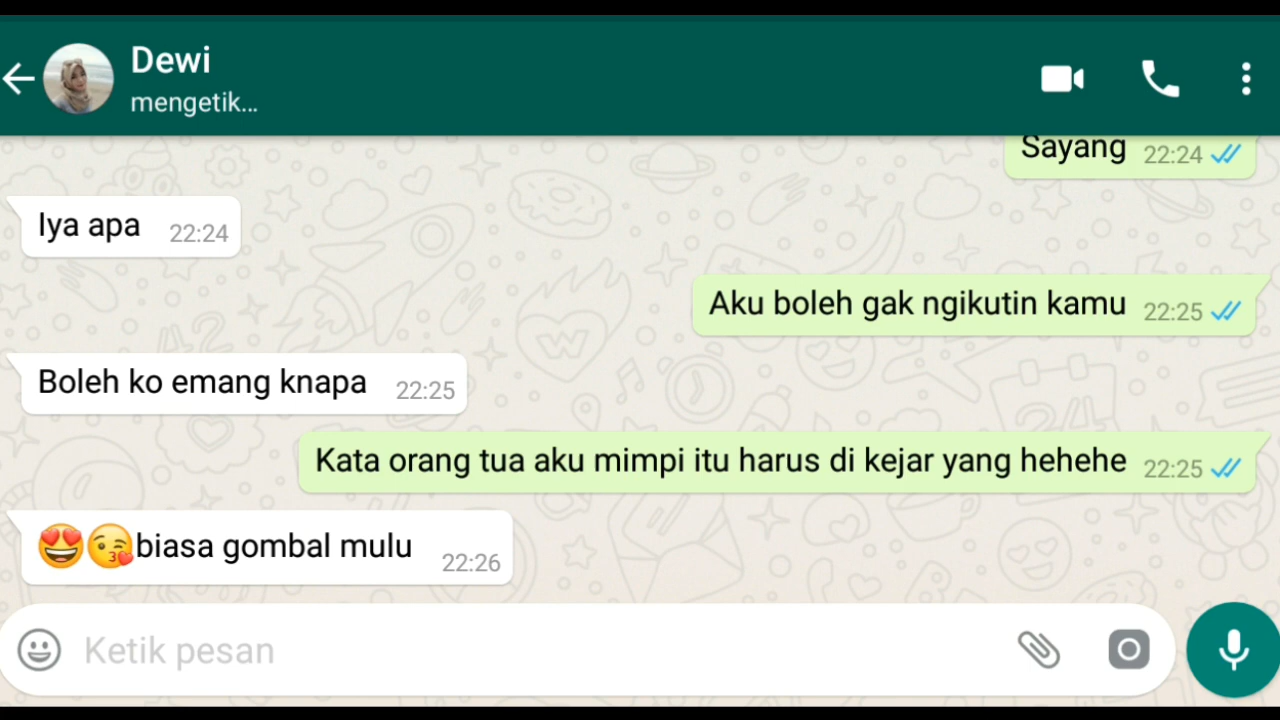 Dewi
mengetik...
Sayang 22:24
Iya apa 22:24
Aku boleh gak ngikutin kamu 22:25
Boleh ko emang knapa 22:25
Kata orang tua aku mimpi itu harus di kejar yang hehehe 22:25
😍😘biasa gombal mulu 22:26
Ketik pesan